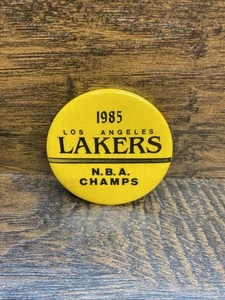 1985
LOS ANGELES
LAKERS
N.B.A.
CHAMPS